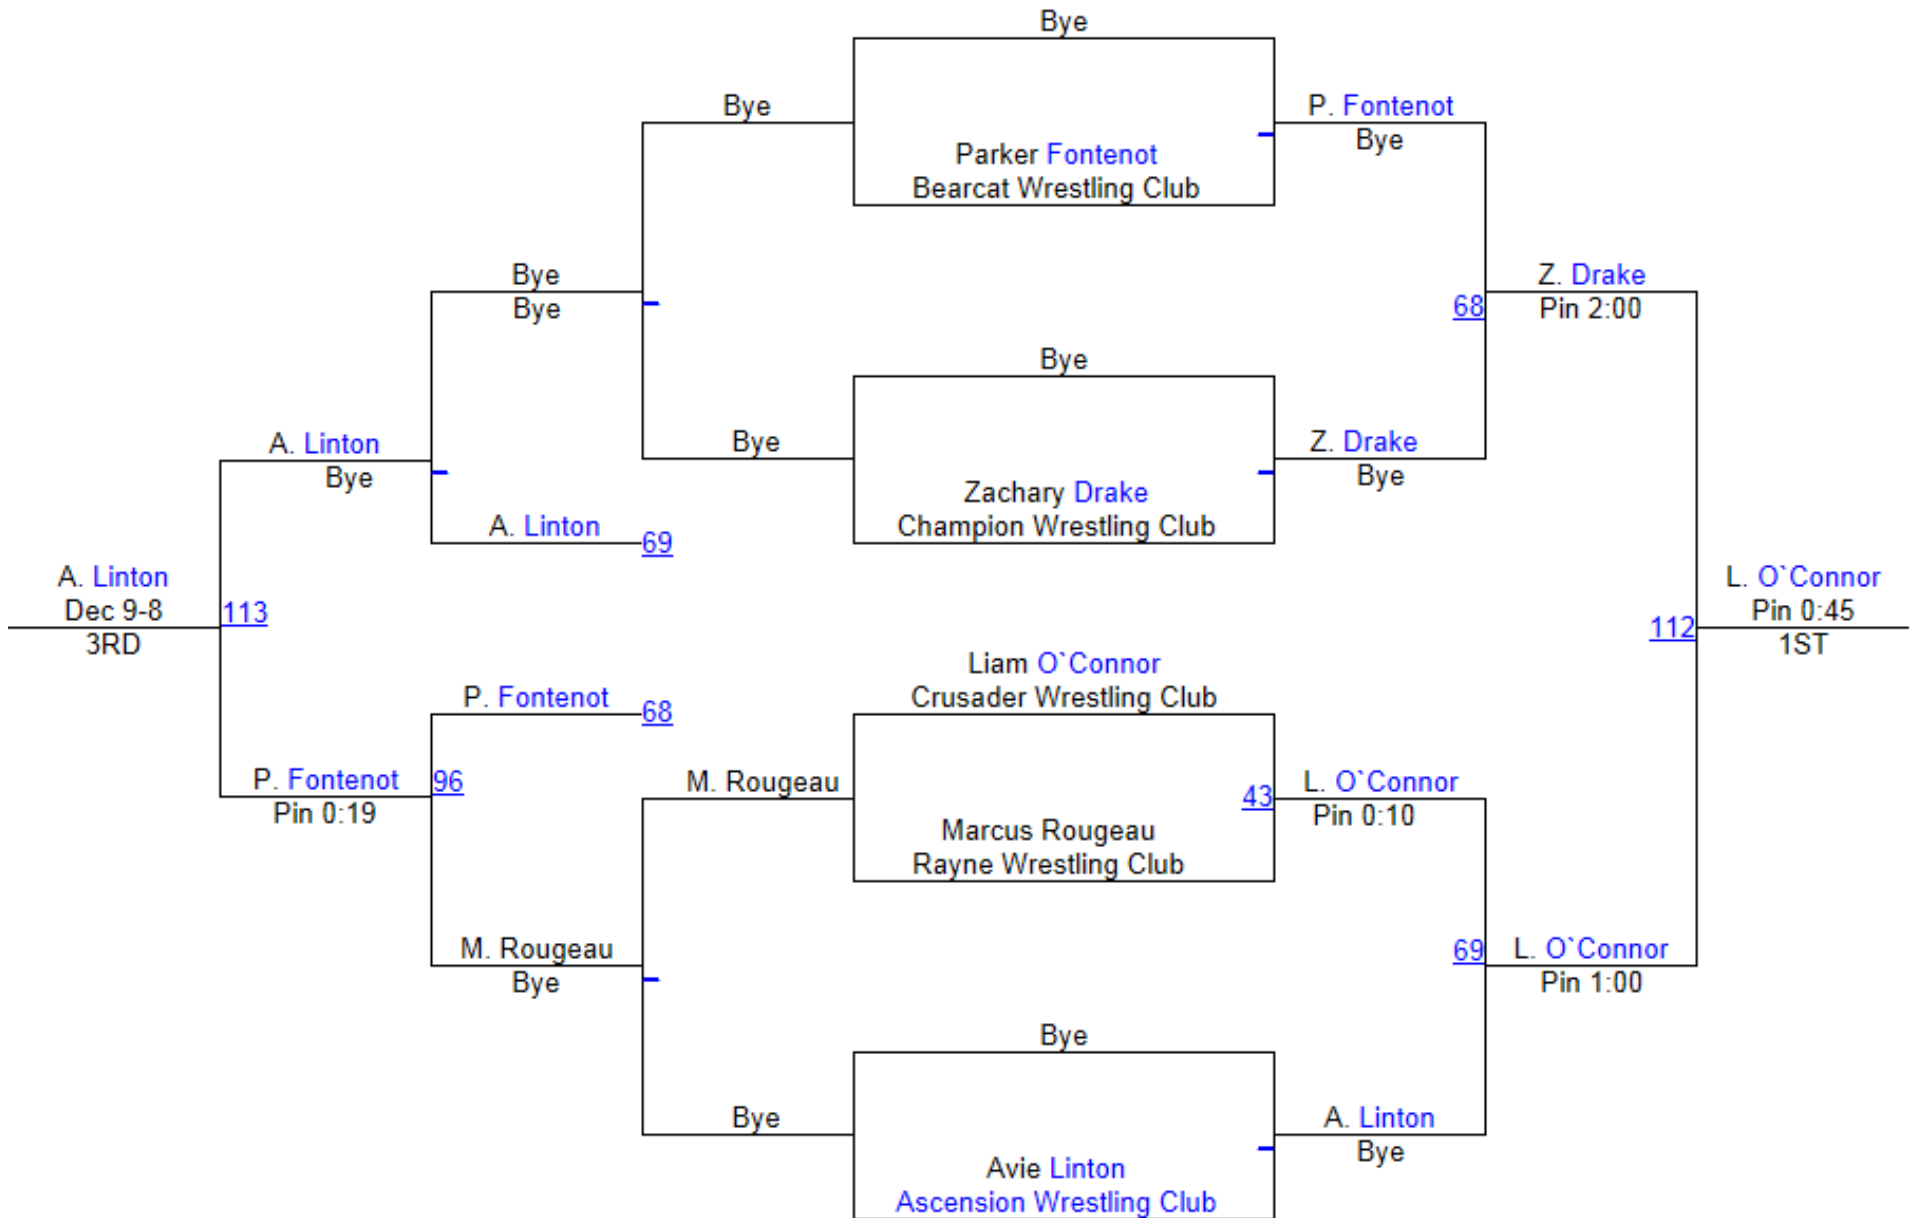 Bye
Bye
P. Fontenot
Bye
Parker Fontenot
Bearcat Wrestling Club
Bye
Bye
Z. Drake
68
Pin 2:00
Bye
A. Linton
Bye
Bye
Z. Drake
Bye
Zachary Drake
Champion Wrestling Club
A. Linton
69
A. Linton
Dec 9-8
3RD
113
L. O`Connor
Pin 0:45
1ST
112
Liam O`Connor
Crusader Wrestling Club
P. Fontenot
68
P. Fontenot
Pin 0:19
96
M. Rougeau
43
L. O`Connor
Pin 0:10
Marcus Rougeau
Rayne Wrestling Club
M. Rougeau
Bye
69
L. O`Connor
Pin 1:00
Bye
Bye
A. Linton
Bye
Avie Linton
Ascension Wrestling Club